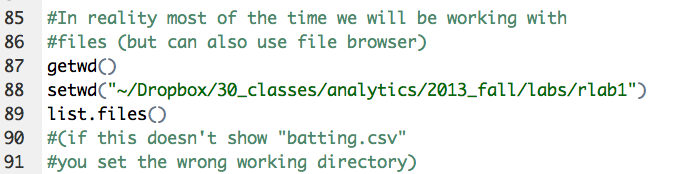 85 #In reality most of the time we will be working with
86 #files (but can also use file browser)
87 getwd()
88 setwd("~/Dropbox/30_classes/analytics/2013_fall/labs/rlab1")
89 list.files()
90 #(if this doesn't show "batting.csv"
91 #you set the wrong working directory)